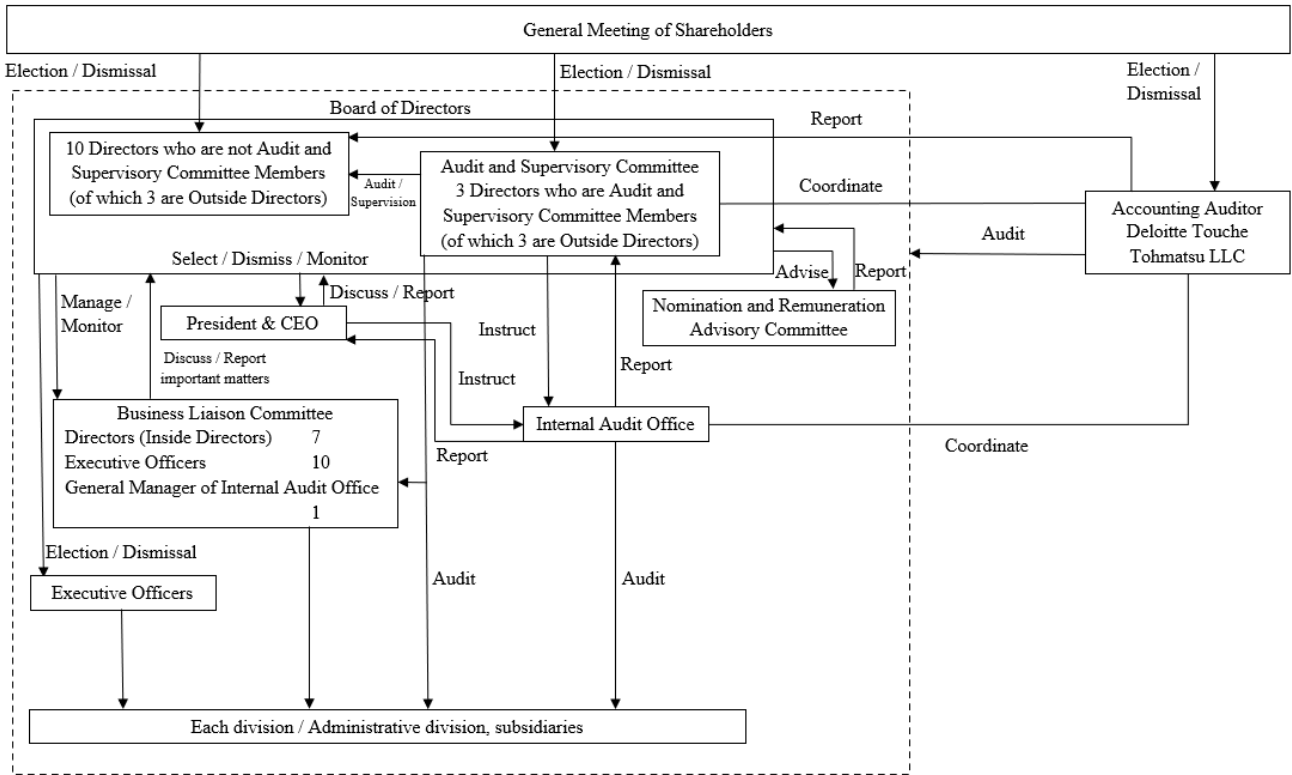 General Meeting of Shareholders
Election / Dismissal
Election / Dismissal
Election /
Dismissal
Board of Directors
Report
10 Directors who are not Audit and
Supervisory Committee Members
(of which 3 are Outside Directors)
Audit /
Supervision
Audit and Supervisory Committee
3 Directors who are Audit and
Supervisory Committee Members
(of which 3 are Outside Directors)
Coordinate
Accounting Auditor
Deloitte Touche
Tohmatsu LLC
Audit
Select / Dismiss / Monitor
Advise
Report
Manage /
Monitor
Discuss / Report
President & CEO
Nomination and Remuneration
Advisory Committee
Instruct
Discuss / Report
important matters
Report
Instruct
Business Liaison Committee
Directors (Inside Directors) 7
Executive Officers 10
General Manager of Internal Audit Office
1
Internal Audit Office
Report
Coordinate
Election / Dismissal
Executive Officers
Audit
Audit
Each division / Administrative division, subsidiaries